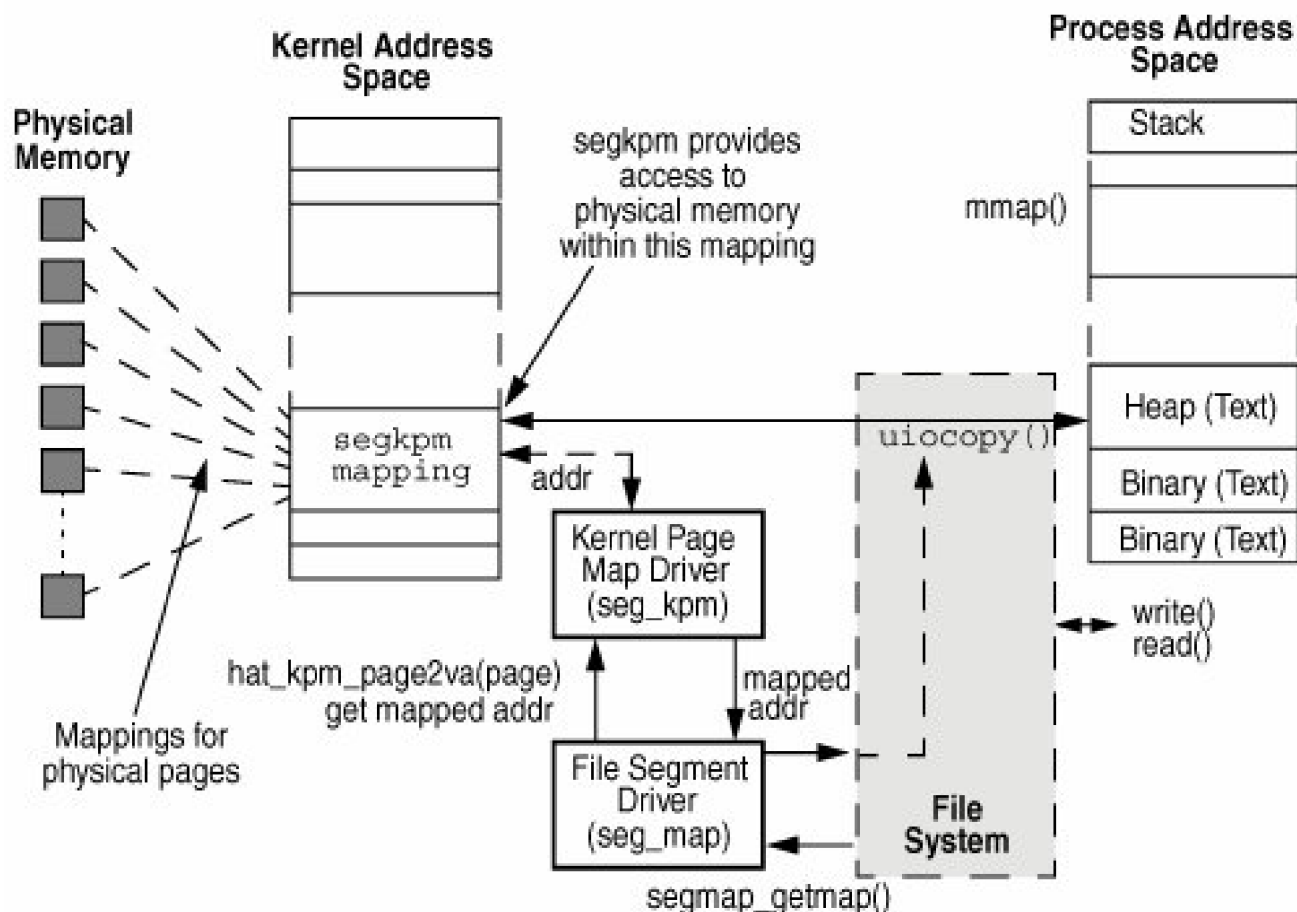 Kernel Address
Space
Process Address
Space
Physical
Memory
segkpm provides
access to
physical memory
within this mapping
Stack
mmap()
segkpm
mapping
addr
uiocopy()
Heap (Text)
Binary (Text)
Binary (Text)
Kernel Page
Map Driver
(seg_kpm)
write()
read()
hat_kpm_page2va(page)
get mapped addr
mapped
addr
Mappings for
physical pages
File Segment
Driver
(seg_map)
File
System
segmap_getmap()